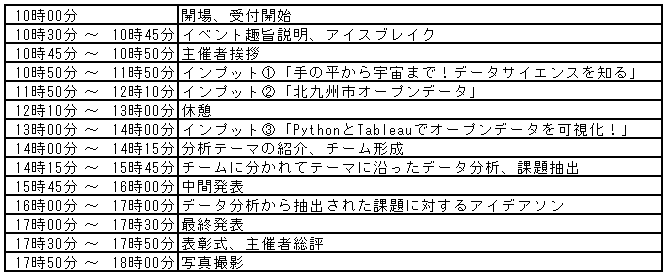 10時00分 開場、受付開始
10時30分 ～ 10時45分 イベント趣旨説明、アイスブレイク
10時45分 ～ 10時50分 主催者挨拶
10時50分 ～ 11時50分 インプット①「手の平から宇宙まで！データサイエンスを知る」
11時50分 ～ 12時10分 インプット②「北九州市オープンデータ」
12時10分 ～ 13時00分 休憩
13時00分 ～ 14時00分 インプット③「PythonとTableauでオープンデータを可視化！」
14時00分 ～ 14時15分 分析テーマの紹介、チーム形成
14時15分 ～ 15時45分 チームに分かれてテーマに沿ったデータ分析、課題抽出
15時45分 ～ 16時00分 中間発表
16時00分 ～ 17時00分 データ分析から抽出された課題に対するアイデアソン
17時00分 ～ 17時30分 最終発表
17時30分 ～ 17時50分 表彰式、主催者総評
17時50分 ～ 18時00分 写真撮影